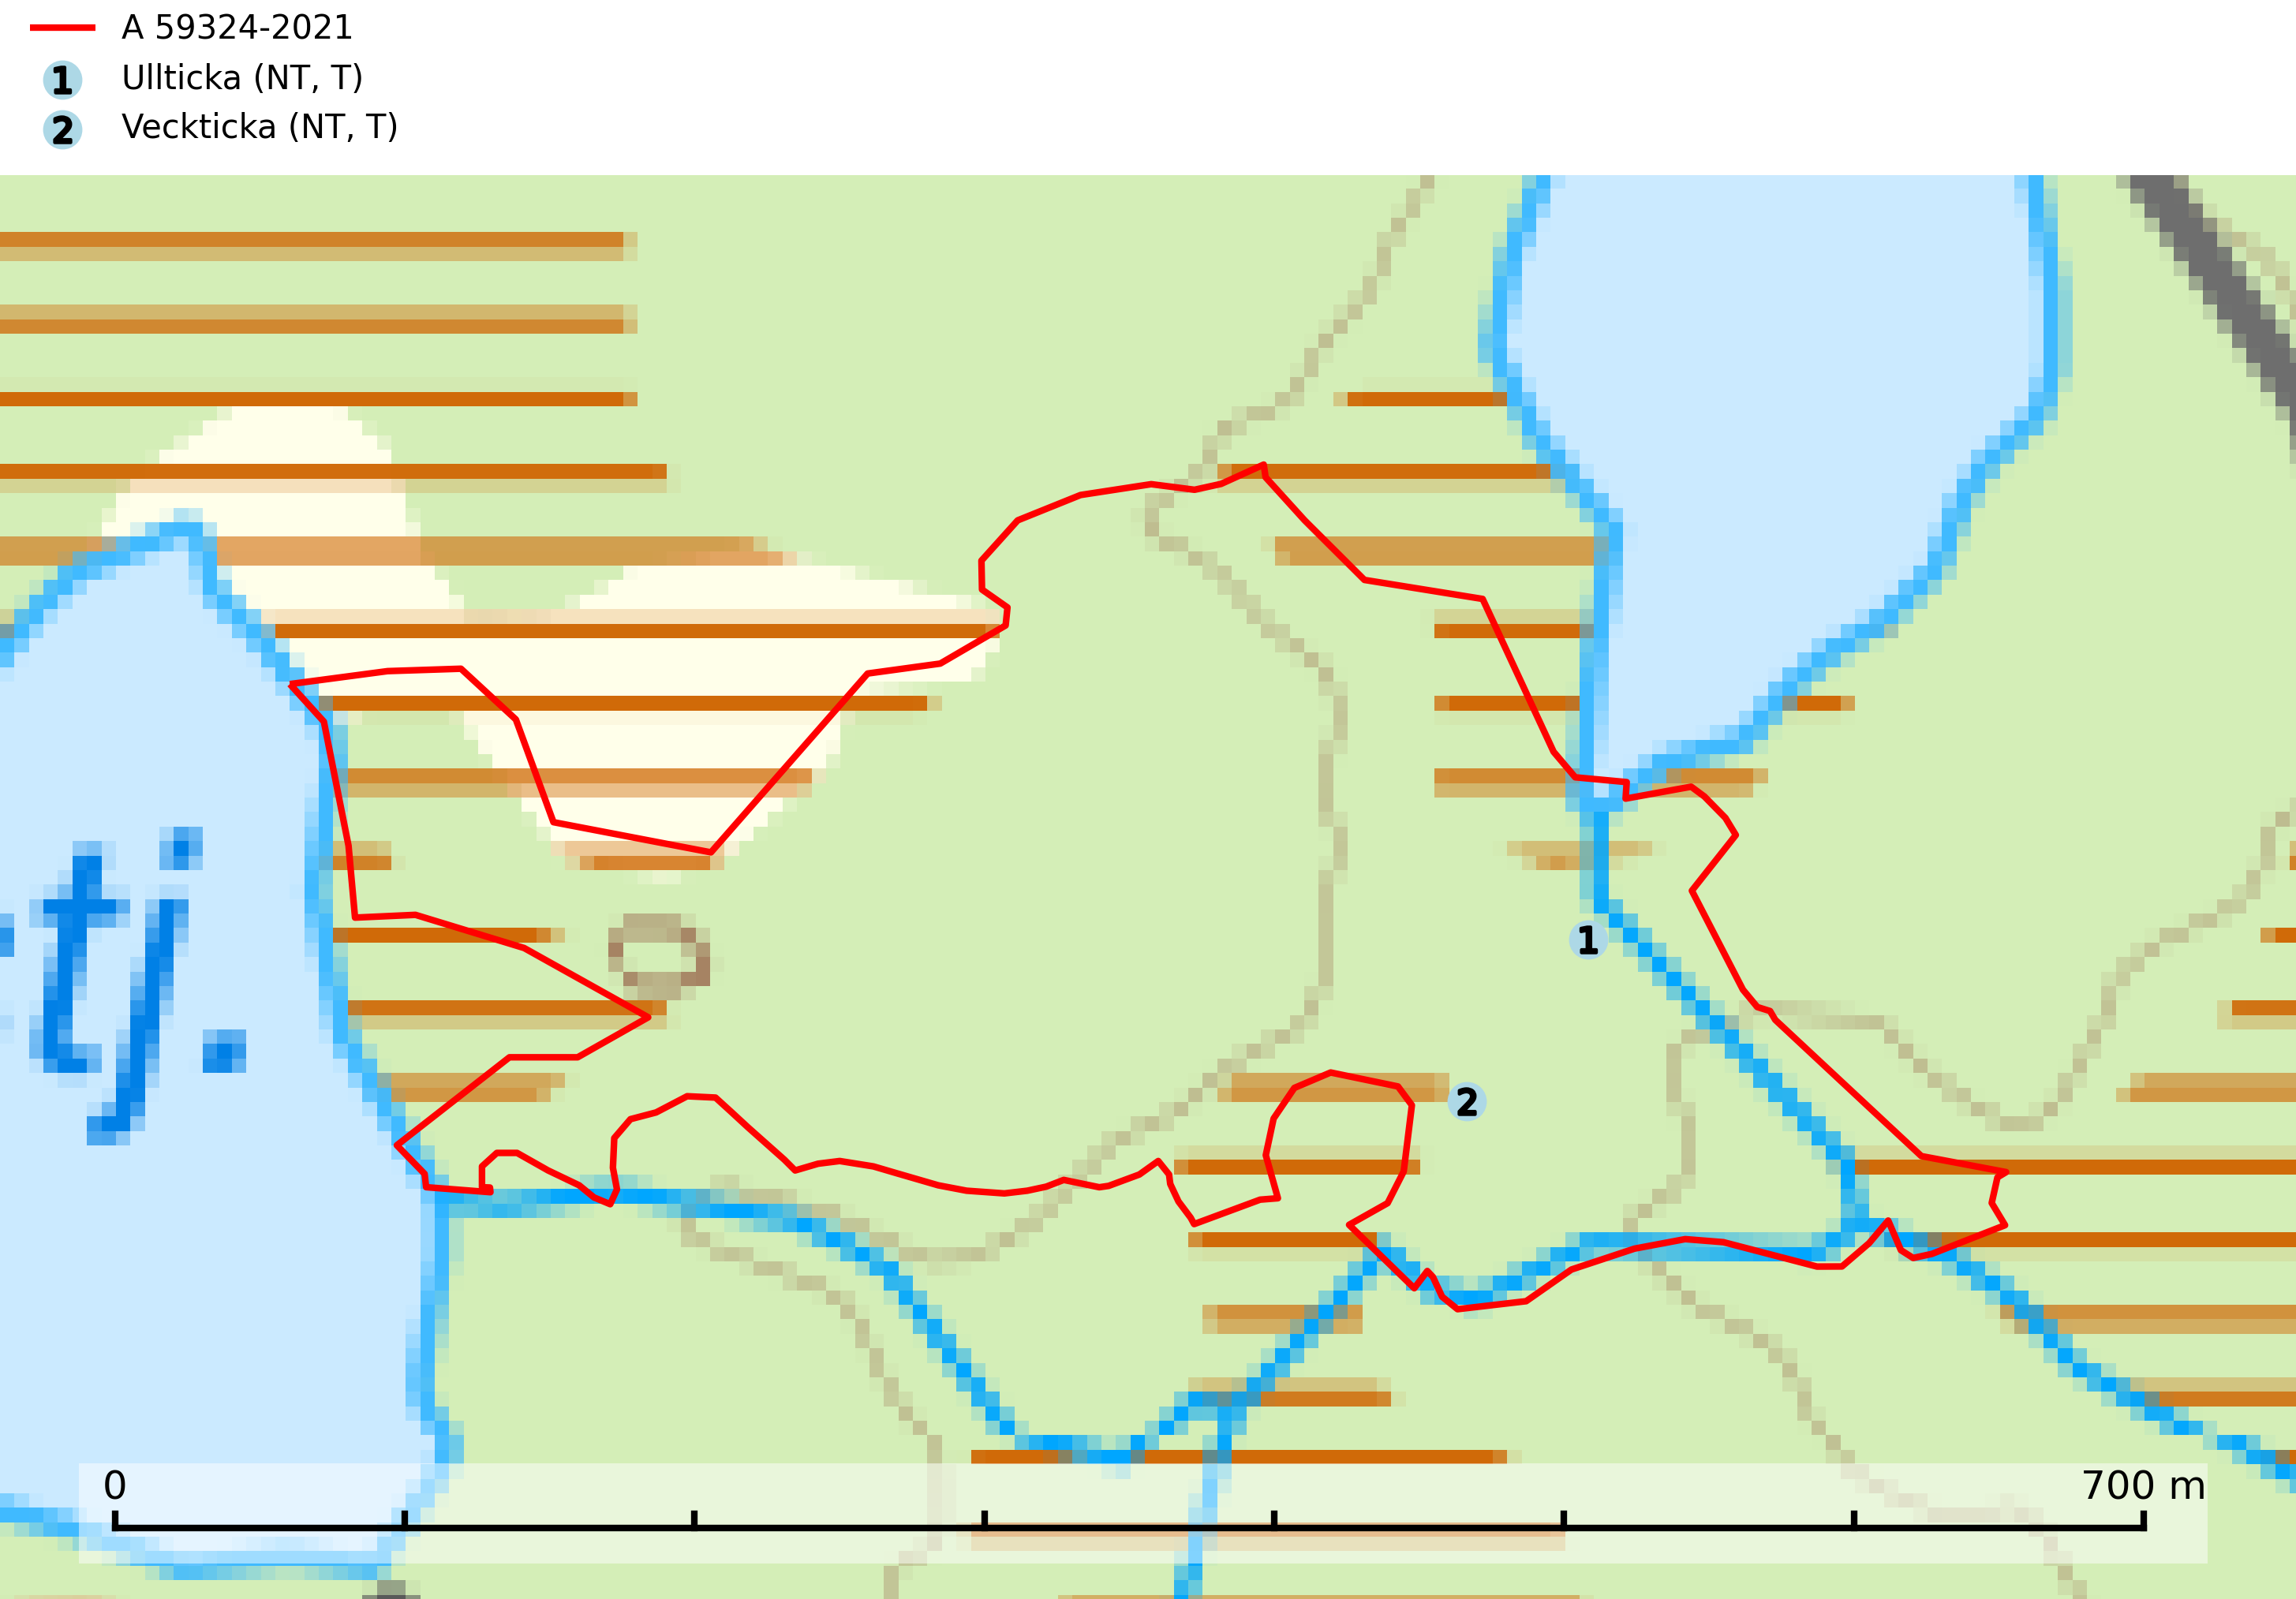 A 59324-2021
1 Ullticka (NT, T)
2 Veckticka (NT, T)
1
tj.
2
0 700 m